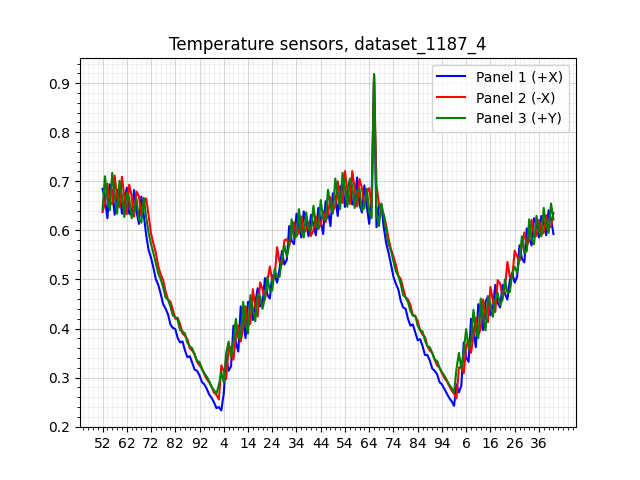 Temperature sensors, dataset_1187_4
Panel 1 (+X)
Panel 2 (-X)
Panel 3 (+Y)
0.9
0.8
0.7
0.6
0.5
0.4
0.3
0.2
52 62 72 82 92 4 14 24 34 44 54 64 74 84 94 6 16 26 36